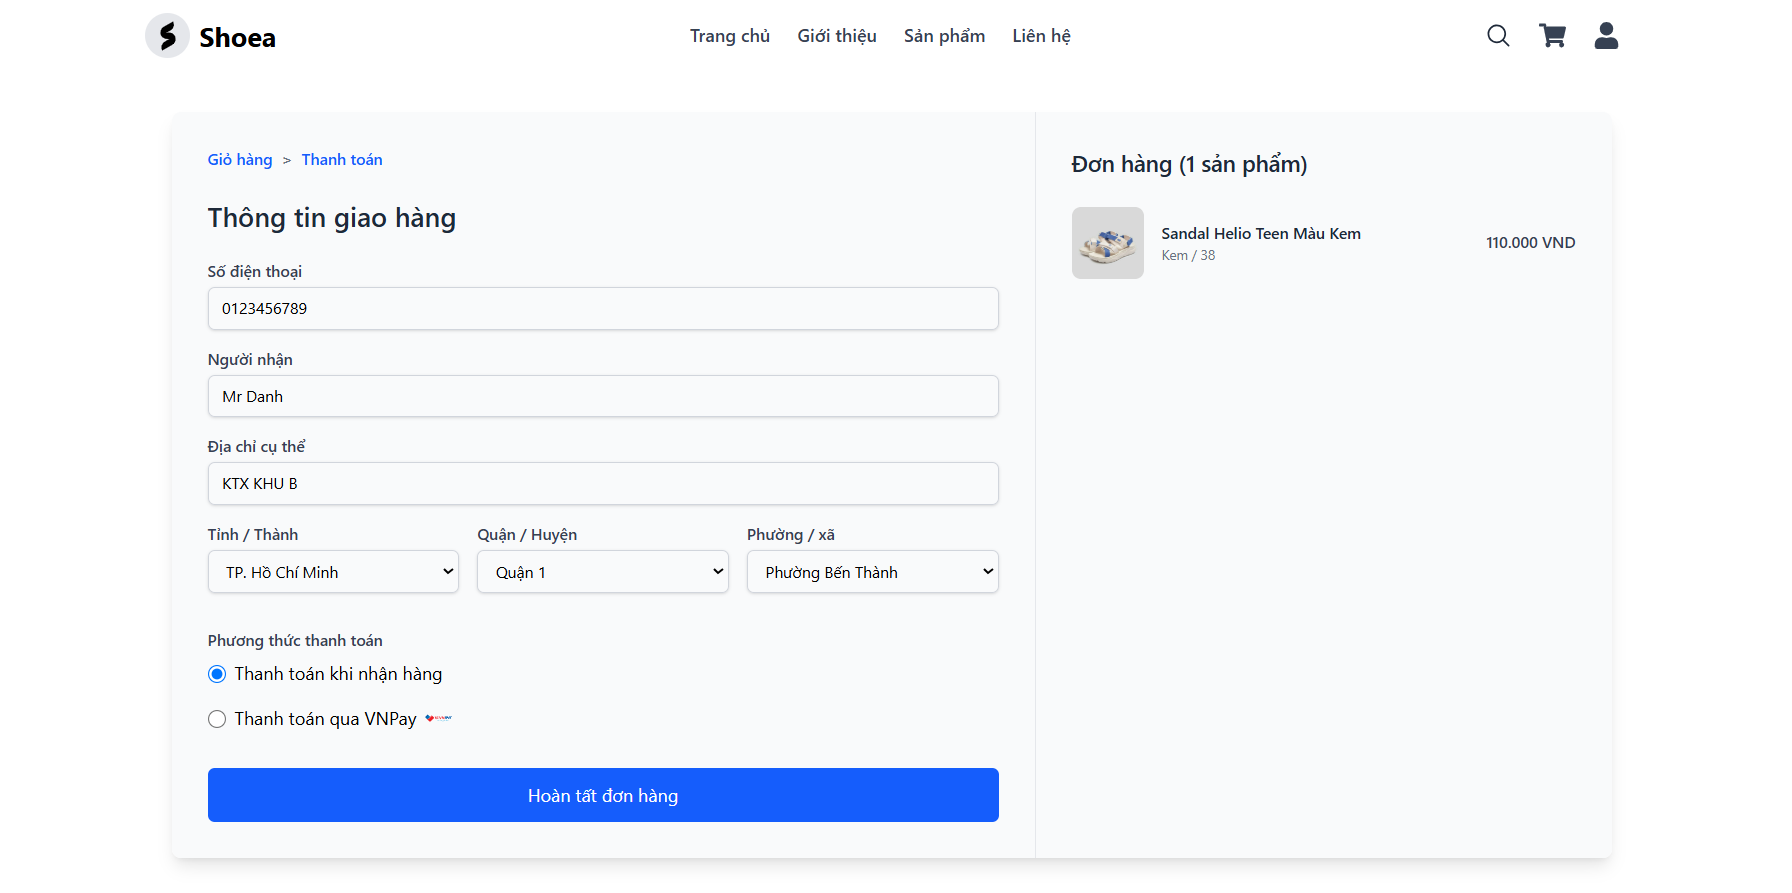 Shoea
Trang chủ
Giới thiệu
Sản phẩm
Liên hệ
Giỏ hàng > Thanh toán
Thông tin giao hàng
Số điện thoại
0123456789
Người nhận
Mr Danh
Địa chỉ cụ thể
KTX KHU B
Tỉnh / Thành
TP. Hồ Chí Minh
Quận / Huyện
Quận 1
Phường / xã
Phường Bến Thành
Phương thức thanh toán
Thanh toán khi nhận hàng
Thanh toán qua VNPay
Hoàn tất đơn hàng
Đơn hàng (1 sản phẩm)
Sandal Helio Teen Màu Kem
Kem / 38
110.000 VND